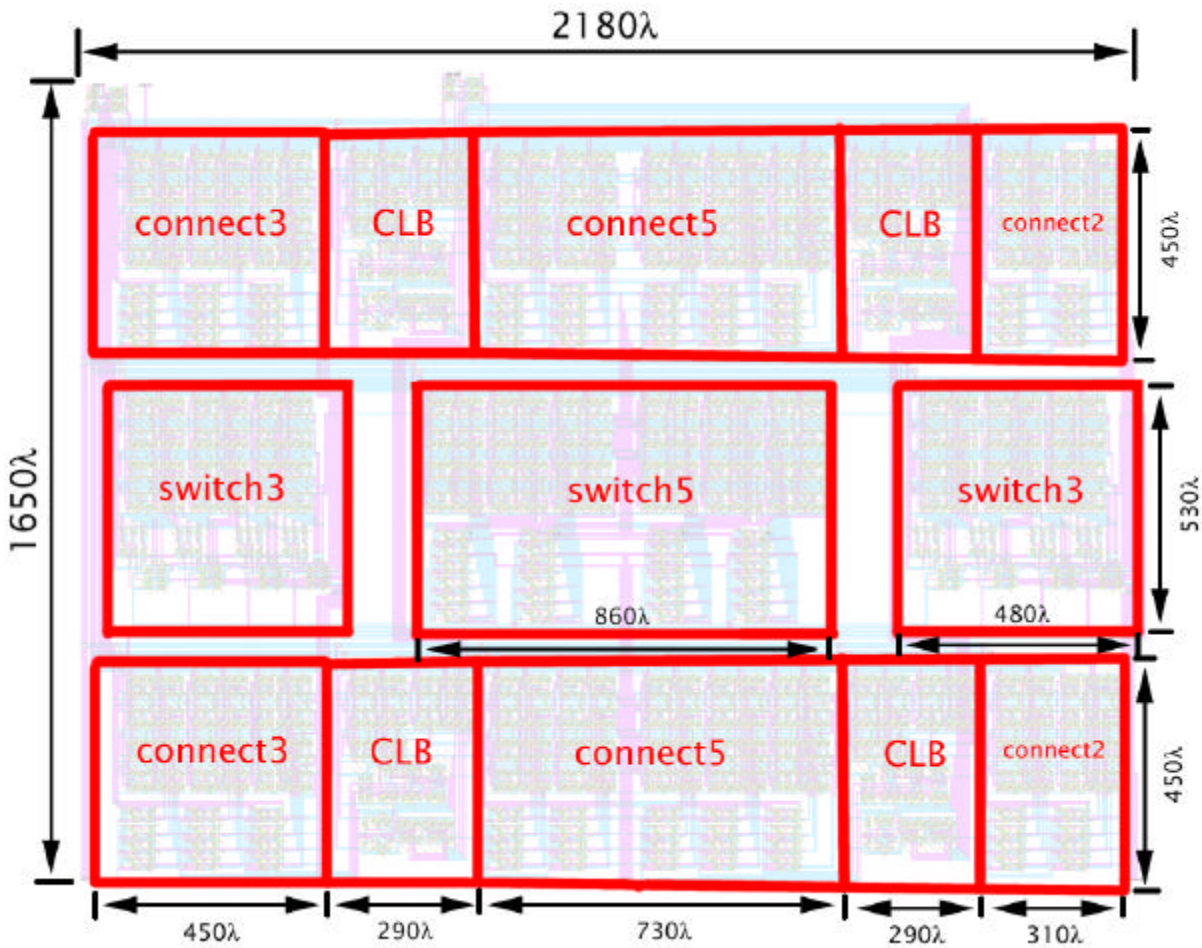 2180λ
1650λ
connect3
CLB
connect5
CLB
connect2
450λ
switch3
switch5
switch3
530λ
860λ
480λ
connect3
CLB
connect5
CLB
connect2
450λ
450λ
290λ
730λ
290λ
310λ